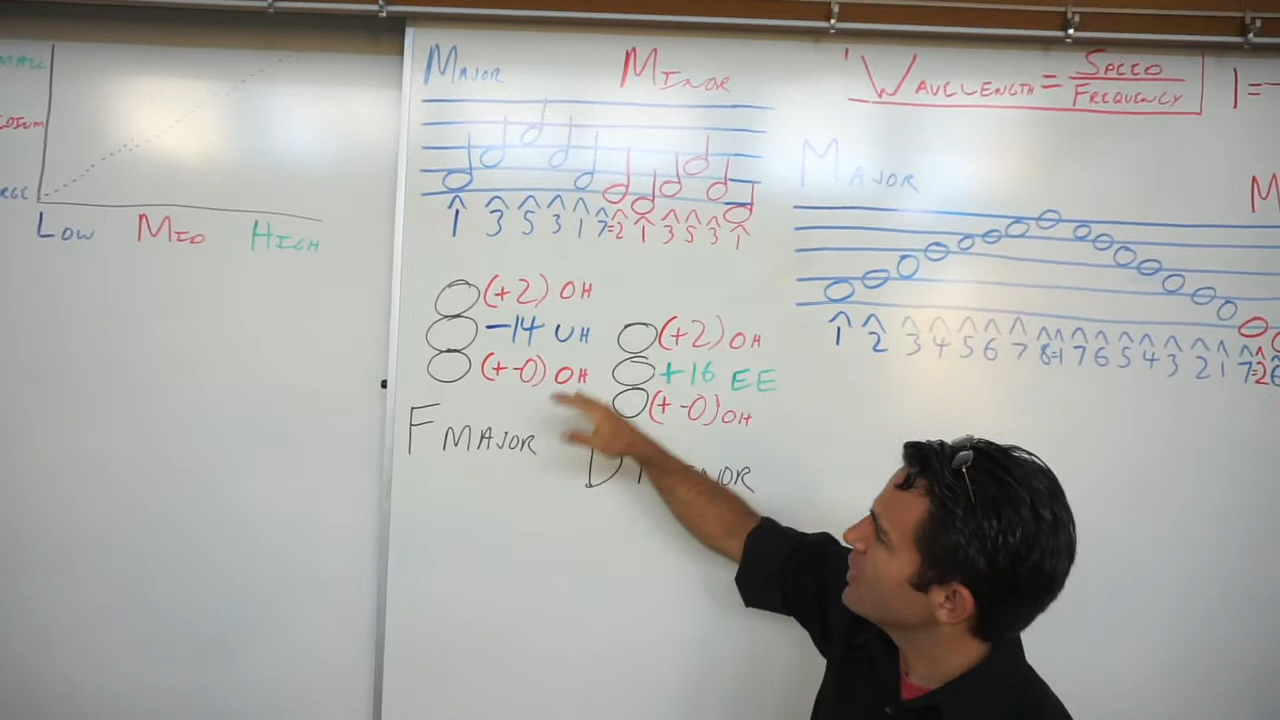 Low Mid High
Major Minor
^1 ^3 ^5 ^3 ^1 ^7=^2 ^1 ^3 ^5 ^3 ^1
(+2) OH
-14 UH
(+-0) OH
F MAJOR
(+2) OH
+16 EE
(+-0) OH
WAVELENGTH = SPEED
FREQUENCY
1=
MAJOR
M
^1 ^2 ^3 ^4 ^5 ^6 ^7 ^8=^1 ^7 ^6 ^5 ^4 ^3 ^2 ^1 ^7=^2